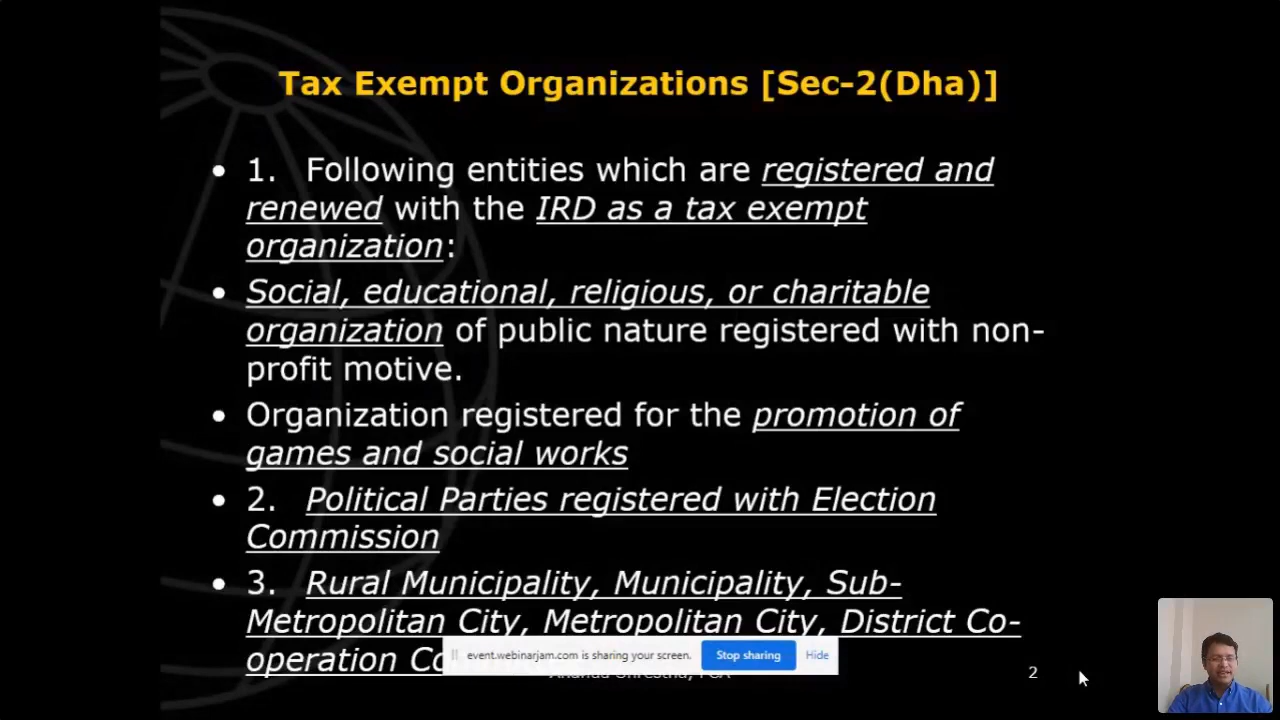 Tax Exempt Organizations [Sec-2(Dha)]
• 1. Following entities which are registered and
renewed with the IRD as a tax exempt
organization:
• Social, educational, religious, or charitable
organization of public nature registered with non-
profit motive.
• Organization registered for the promotion of
games and social works
• 2. Political Parties registered with Election
Commission
• 3. Rural Municipality, Municipality, Sub-
Metropolitan City, Metropolitan City, District Co-
operation
event.webinarjam.com is sharing your screen. Stop sharing Hide
2